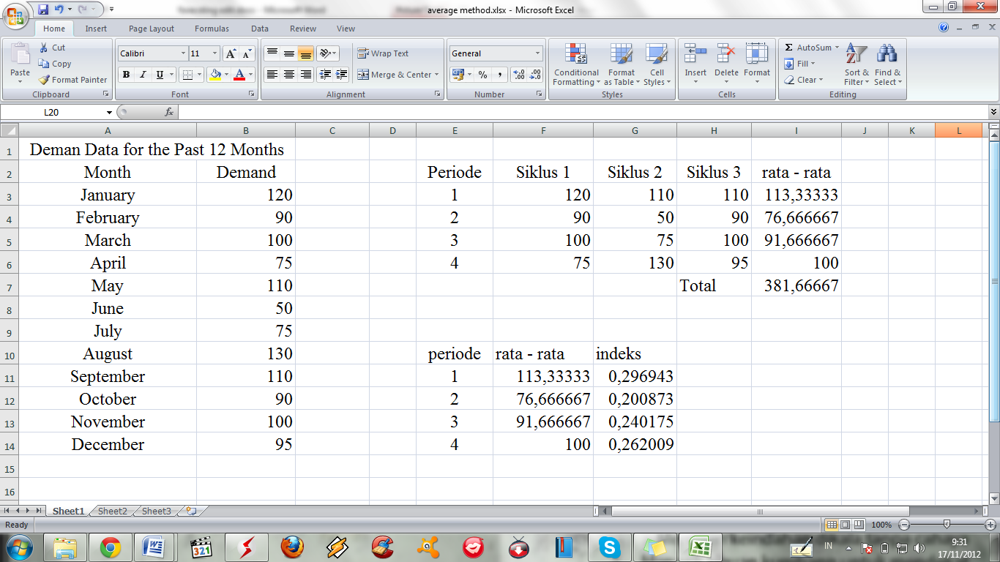 average method.xlsx - Microsoft Excel
Home Insert Page Layout Formulas Data Review View
Cut
Copy
Format Painter
Paste
Clipboard
Calibri 11
B I U
Font
Wrap Text
Merge & Center
Alignment
General
% ,
Number
Conditional Formatting
Format as Table
Cell Styles
Styles
Insert Delete Format
Cells
Σ AutoSum
Fill
Clear
Sort & Filter
Find & Select
Editing
L20 fx
A B C D E F G H I J K L
1 Deman Data for the Past 12 Months
2 Month Demand Periode Siklus 1 Siklus 2 Siklus 3 rata - rata
3 January 120 1 120 110 110 113,33333
4 February 90 2 90 50 90 76,666667
5 March 100 3 100 75 100 91,666667
6 April 75 4 75 130 95 100
7 May 110 Total 381,66667
8 June 50
9 July 75
10 August 130 periode rata - rata indeks
11 September 110 1 113,33333 0,296943
12 October 90 2 76,666667 0,200873
13 November 100 3 91,666667 0,240175
14 December 95 4 100 0,262009
15
16
Sheet1 Sheet2 Sheet3
Ready 100%
321
IN 9:31
17/11/2012